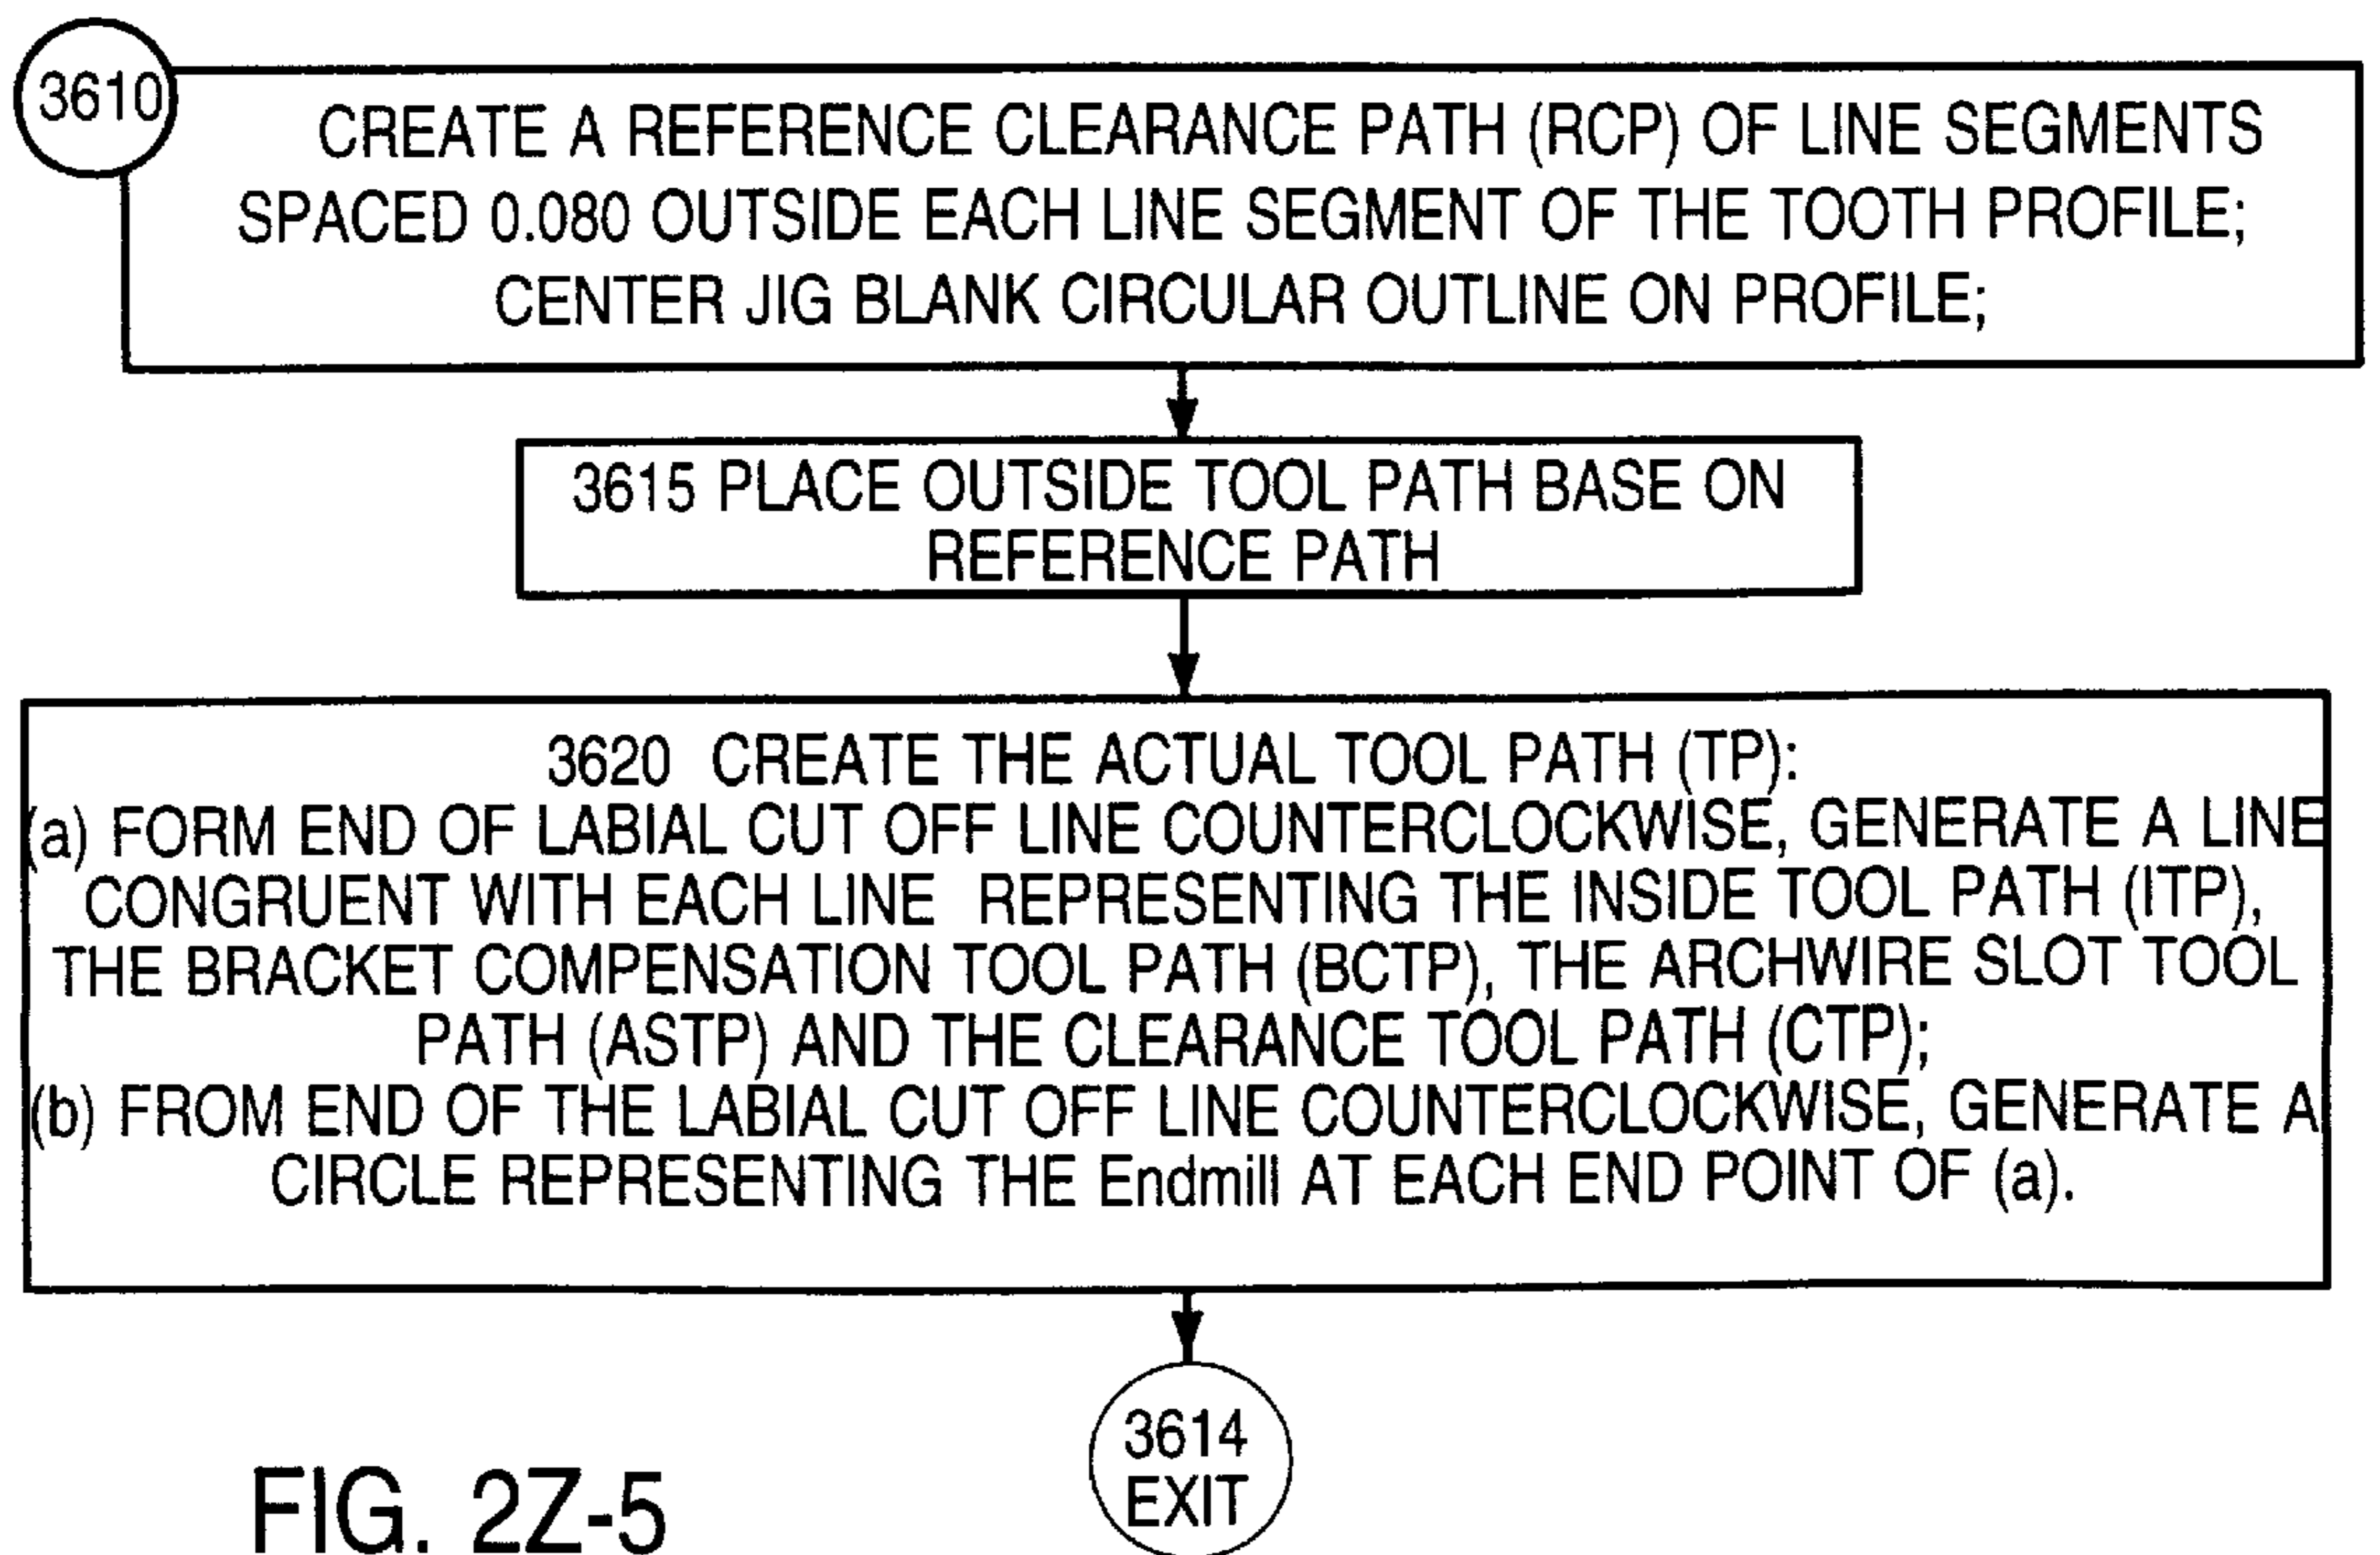 3610
CREATE A REFERENCE CLEARANCE PATH (RCP) OF LINE SEGMENTS
SPACED 0.080 OUTSIDE EACH LINE SEGMENT OF THE TOOTH PROFILE;
CENTER JIG BLANK CIRCULAR OUTLINE ON PROFILE;
3615 PLACE OUTSIDE TOOL PATH BASE ON
REFERENCE PATH
3620 CREATE THE ACTUAL TOOL PATH (TP):
(a) FORM END OF LABIAL CUT OFF LINE COUNTERCLOCKWISE, GENERATE A LINE
CONGRUENT WITH EACH LINE REPRESENTING THE INSIDE TOOL PATH (ITP),
THE BRACKET COMPENSATION TOOL PATH (BCTP), THE ARCHWIRE SLOT TOOL
PATH (ASTP) AND THE CLEARANCE TOOL PATH (CTP);
(b) FROM END OF THE LABIAL CUT OFF LINE COUNTERCLOCKWISE, GENERATE A
CIRCLE REPRESENTING THE Endmill AT EACH END POINT OF (a).
3614
EXIT
FIG. 2Z-5